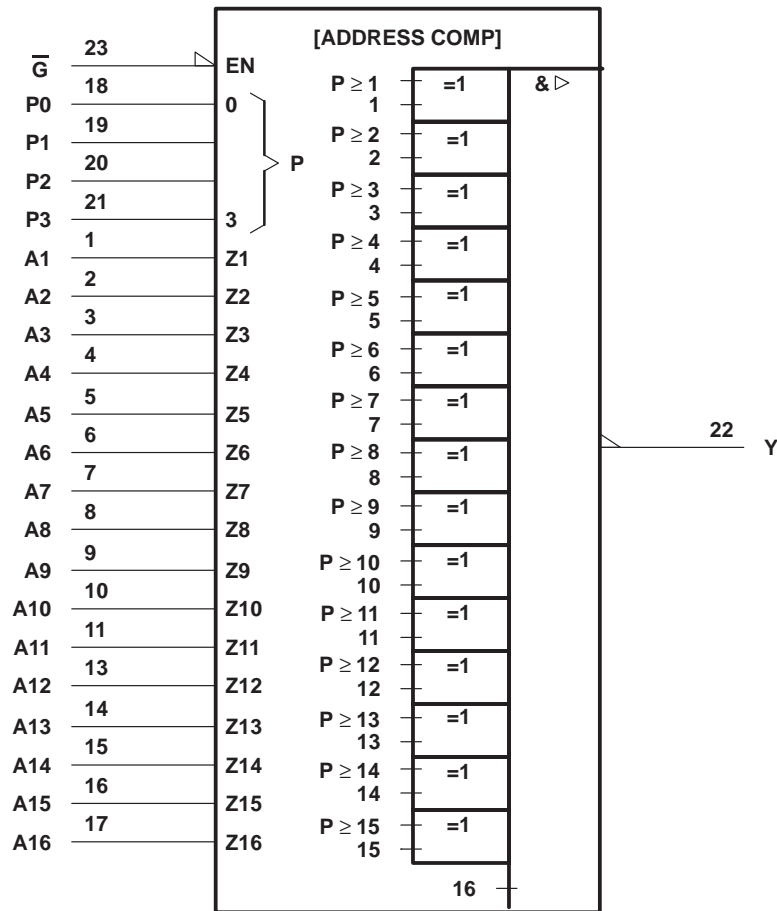 [ADDRESS COMP]
G̅ 23 EN
P0 18 0
P1 19
P2 20
P3 21 3
P
A1 1 Z1
A2 2 Z2
A3 3 Z3
A4 4 Z4
A5 5 Z5
A6 6 Z6
A7 7 Z7
A8 8 Z8
A9 9 Z9
A10 10 Z10
A11 11 Z11
A12 13 Z12
A13 14 Z13
A14 15 Z14
A15 16 Z15
A16 17 Z16
P ≥ 1 =1
1
P ≥ 2 =1
2
P ≥ 3 =1
3
P ≥ 4 =1
4
P ≥ 5 =1
5
P ≥ 6 =1
6
P ≥ 7 =1
7
P ≥ 8 =1
8
P ≥ 9 =1
9
P ≥ 10 =1
10
P ≥ 11 =1
11
P ≥ 12 =1
12
P ≥ 13 =1
13
P ≥ 14 =1
14
P ≥ 15 =1
15
16
& ▷
22 Y